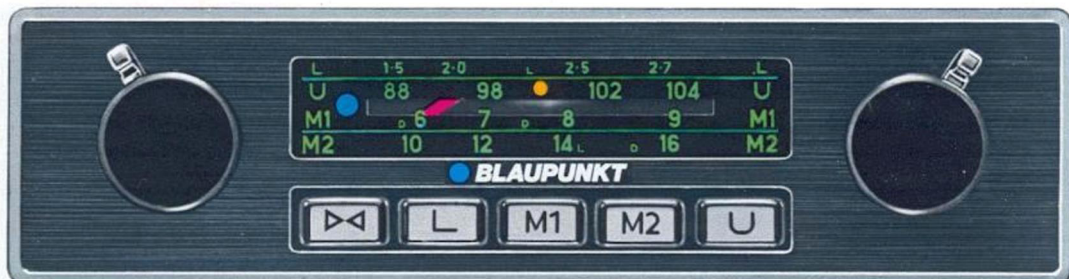 L 1·5 2·0 L 2·5 2·7 L
U 88 98 102 104 U
M1 D 6 7 D 8 9 M1
M2 10 12 14 L D 16 M2
BLAUPUNKT
L M1 M2 U